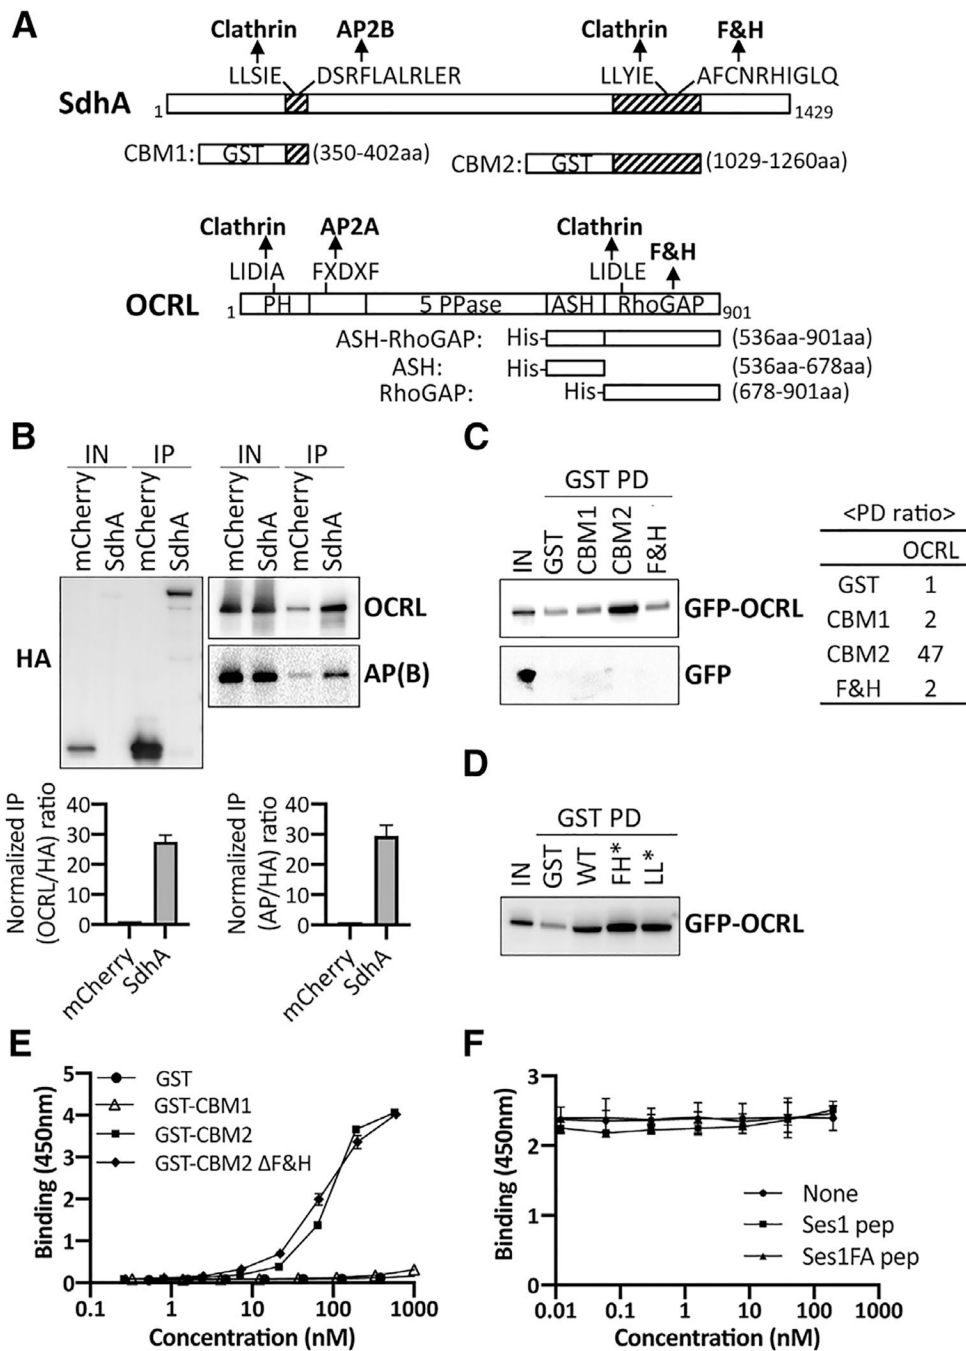 A
Clathrin AP2B Clathrin F&H
LLSIE DSRFLALRLER LLYIE AFCNRHIGLQ
SdhA 1 1429
CBM1: GST (350-402aa)
CBM2: GST (1029-1260aa)
Clathrin AP2A Clathrin F&H
LIDIA FXDXF LIDLE
OCRL 1 PH 5 PPase ASH RhoGAP 901
ASH-RhoGAP: His- (536aa-901aa)
ASH: His- (536aa-678aa)
RhoGAP: His- (678-901aa)
B
IN IP IN IP
mCherry SdhA mCherry SdhA mCherry SdhA mCherry SdhA
HA
OCRL
AP(B)
Normalized IP
(OCRL/HA) ratio
40
30
20
10
0
mCherry SdhA
Normalized IP
(AP/HA) ratio
40
30
20
10
0
mCherry SdhA
C
GST PD
IN GST CBM1 CBM2 F&H
GFP-OCRL
GFP
<PD ratio>
OCRL
GST 1
CBM1 2
CBM2 47
F&H 2
D
GST PD
IN GST WT FH* LL*
GFP-OCRL
E
Binding (450nm)
5
4
3
2
1
0
GST
GST-CBM1
GST-CBM2
GST-CBM2 ΔF&H
0.1 1 10 100 1000
Concentration (nM)
F
Binding (450nm)
3
2
1
0
None
Ses1 pep
Ses1FA pep
0.01 0.1 1 10 100 1000
Concentration (nM)